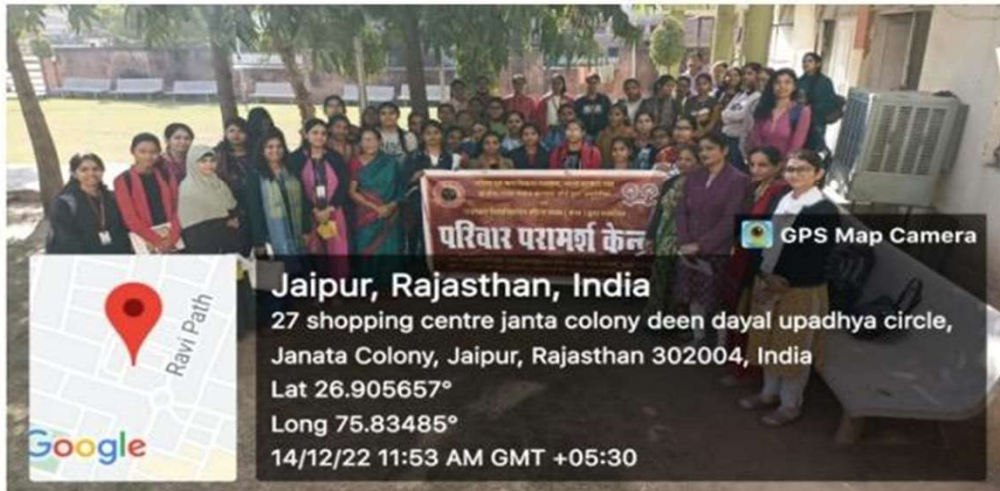 परिवार परामर्श केन्
GPS Map Camera
Jaipur, Rajasthan, India
27 shopping centre janta colony deen dayal upadhya circle,
Janata Colony, Jaipur, Rajasthan 302004, India
Lat 26.905657°
Long 75.83485°
14/12/22 11:53 AM GMT +05:30
Ravi Path
Google